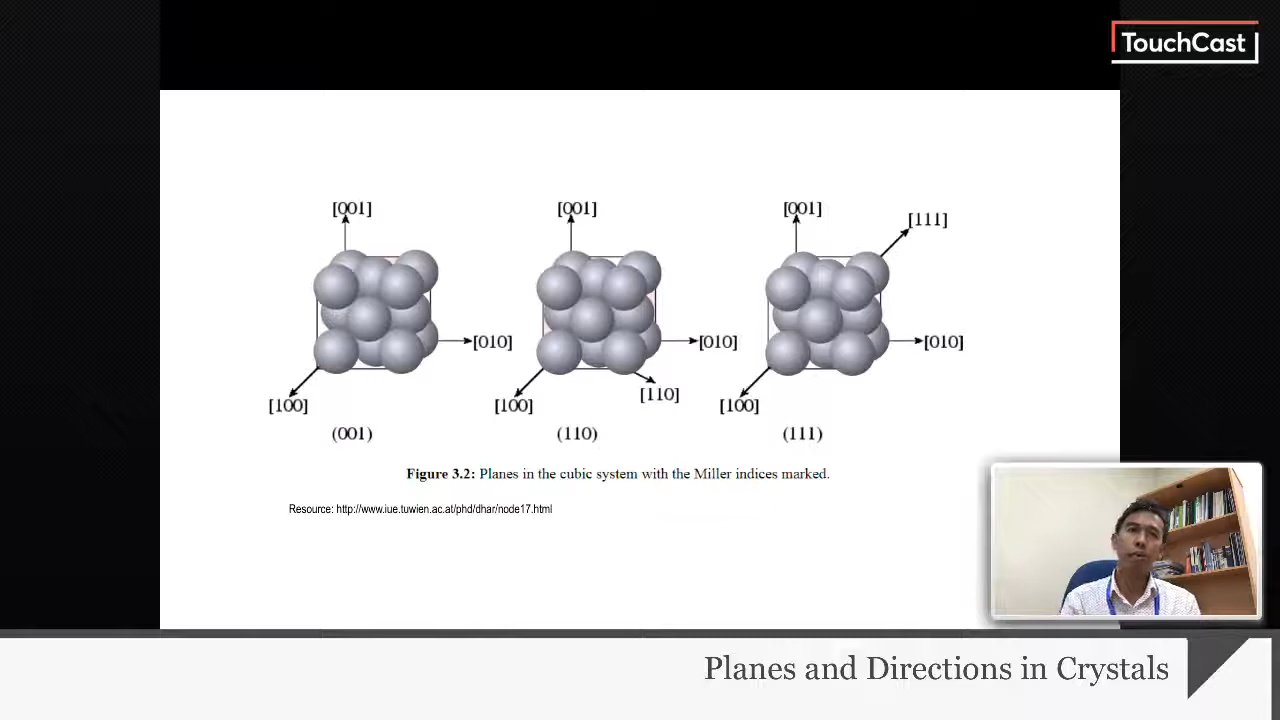 TouchCast
[001] [001] [001] [111]
[010] [010] [010]
[100] [100] [110] [100]
(001) (110) (111)
Figure 3.2: Planes in the cubic system with the Miller indices marked.
Resource: http://www.iue.tuwien.ac.at/phd/dhar/node17.html
Planes and Directions in Crystals